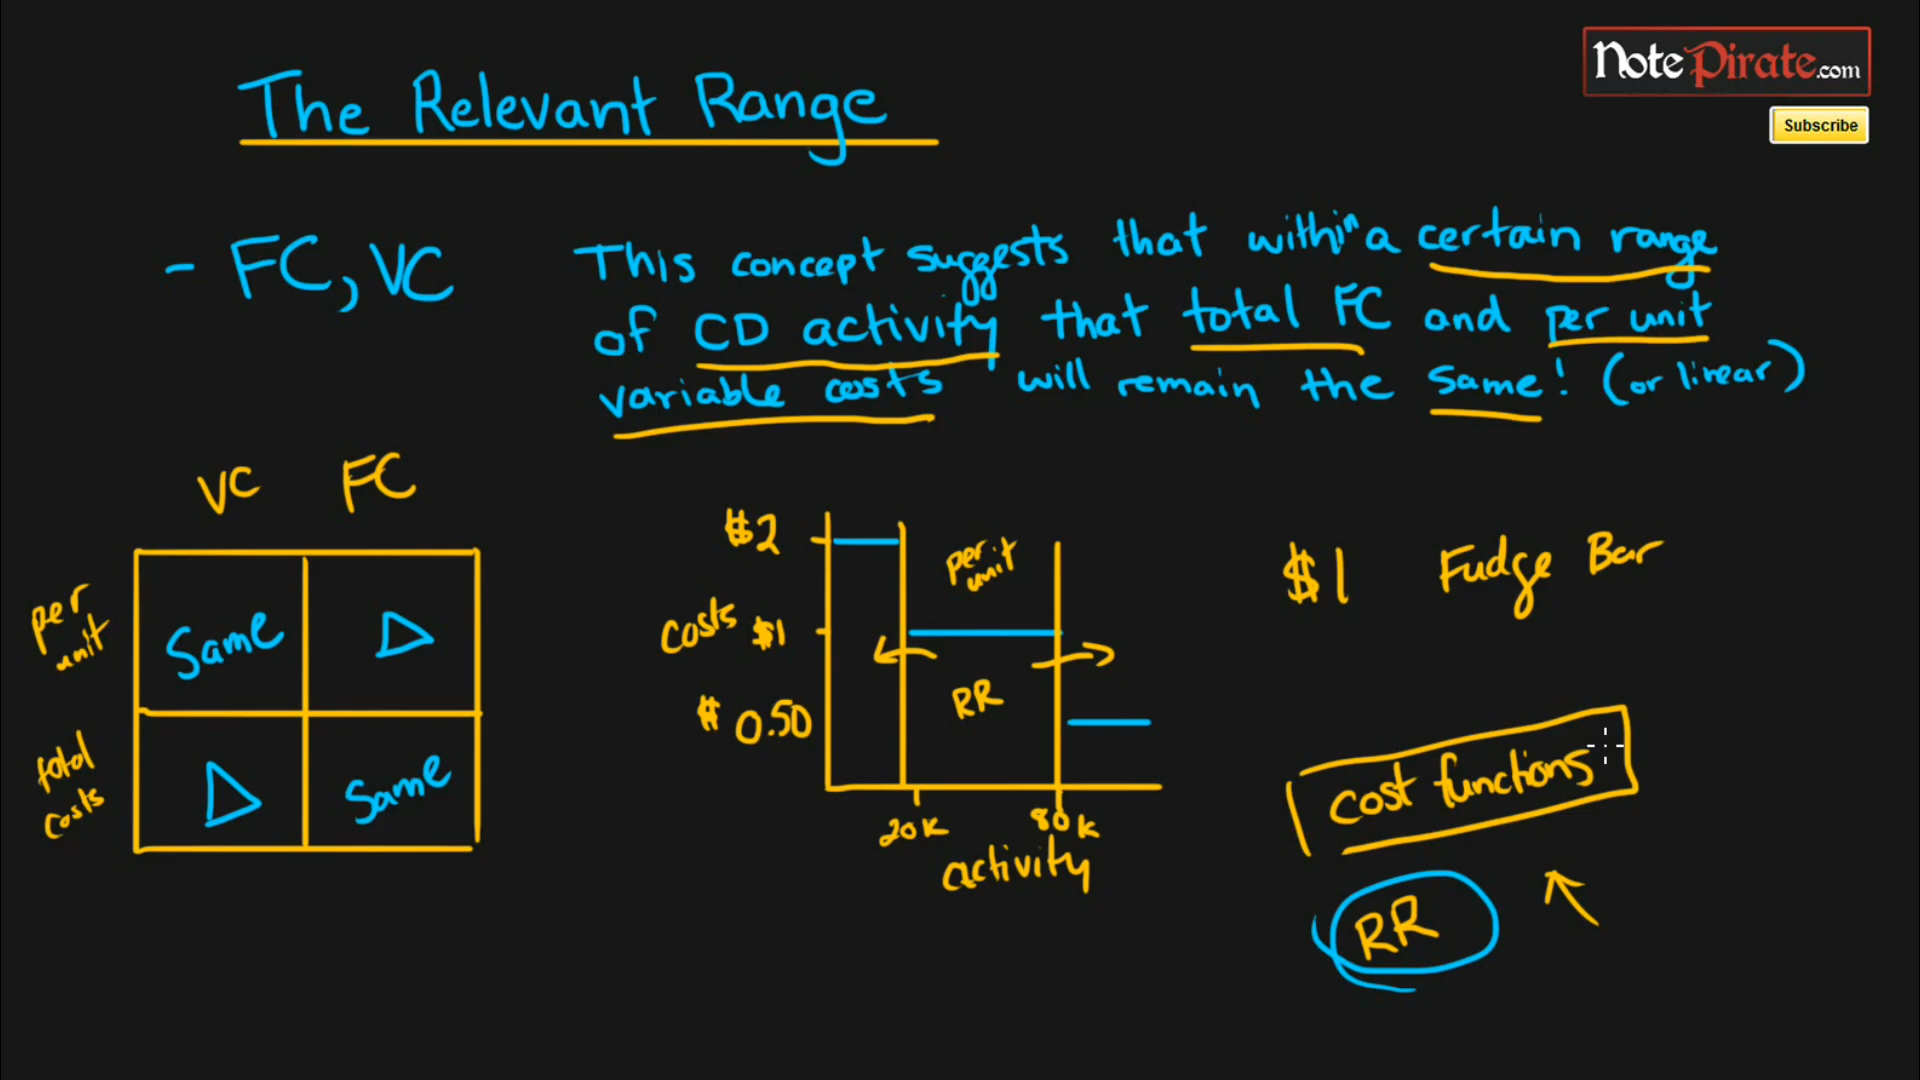 The Relevant Range
NotePirate.com
Subscribe
- FC, VC
This concept suggests that within a certain range
of CD activity that total FC and per unit
variable costs will remain the same! (or linear)
VC FC
per unit
Same
total costs
Same
$2
costs $1
$ 0.50
per unit
RR
20K 80K
activity
$1 Fudge Bar
cost functions
RR